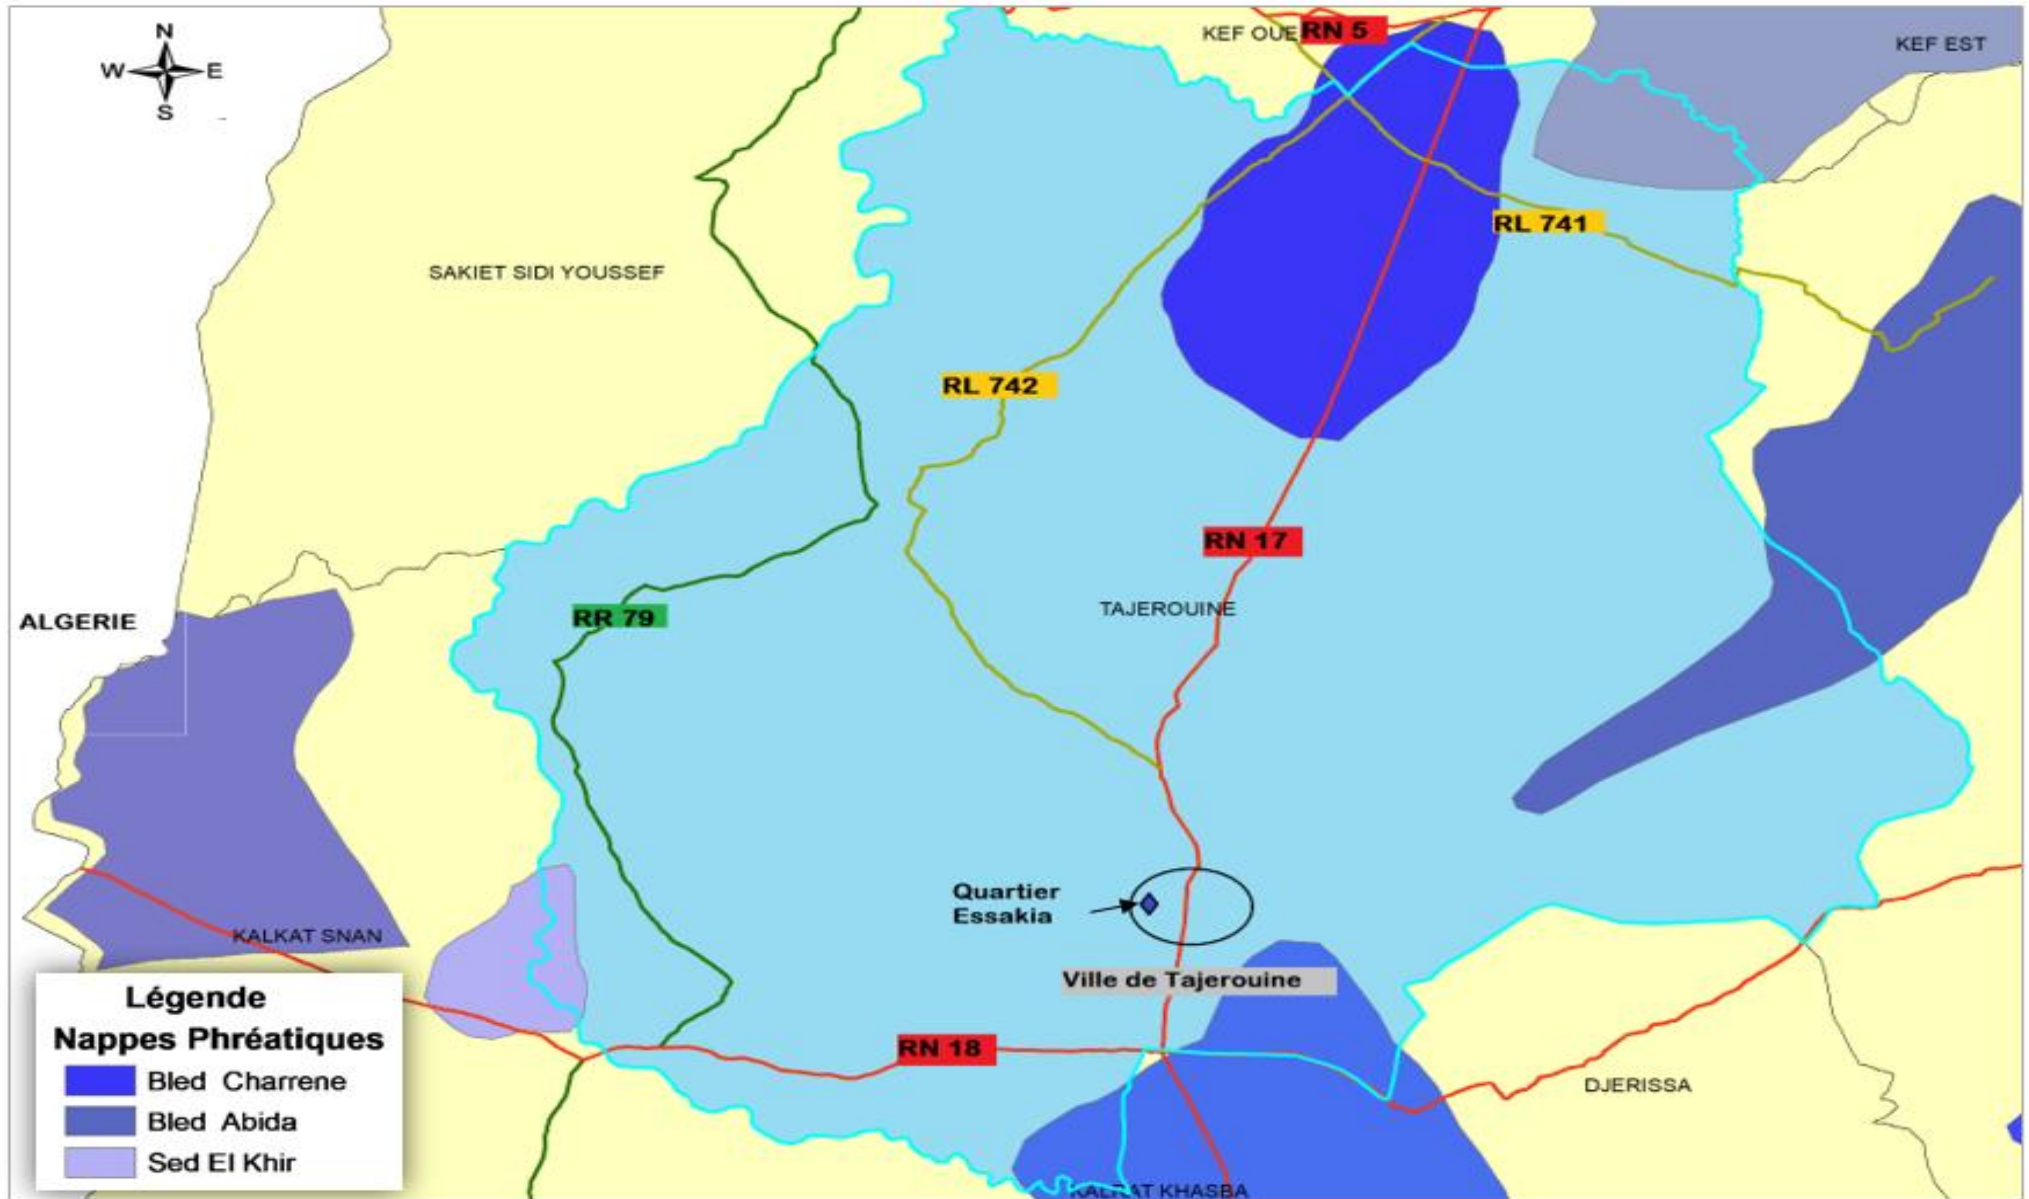 N
W E
S
KEF OUE
RN 5
KEF EST
RL 741
SAKIET SIDI YOUSSEF
RL 742
RN 17
TAJEROUINE
ALGERIE
RR 79
Quartier
Essakia
KALKAT SNAN
Ville de Tajerouine
RN 18
DJERISSA
KALRAT KHASBA
Légende
Nappes Phréatiques
Bled Charrene
Bled Abida
Sed El Khir